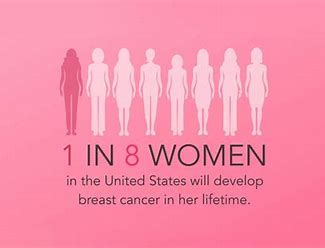 1 IN 8 WOMEN
in the United States will develop
breast cancer in her lifetime.